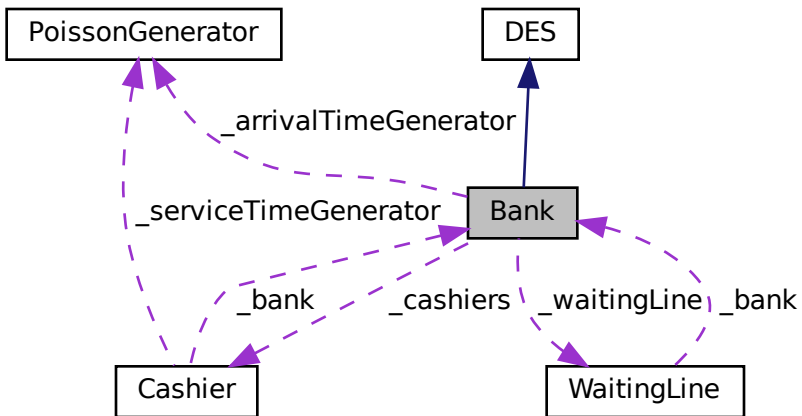 PoissonGenerator
DES
_arrivalTimeGenerator
_serviceTimeGenerator
Bank
_bank
_cashiers
_waitingLine
_bank
Cashier
WaitingLine